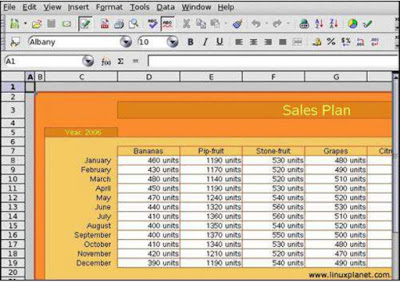 File Edit View Insert Format Tools Data Window Help
Albany 10 B I U
A1 f(x) Σ =
A B C D E F G
1
2
3 Sales Plan
4
5 Year: 2006
6
7 Bananas Pip-fruit Stone-fruit Grapes Citr
8 January 460 units 1190 units 530 units 480 units
9 February 430 units 1170 units 520 units 490 units
10 March 480 units 1140 units 520 units 510 units
11 April 450 units 1190 units 530 units 500 units
12 May 470 units 1240 units 540 units 520 units
13 June 440 units 1320 units 560 units 530 units
14 July 410 units 1360 units 560 units 510 units
15 August 400 units 1350 units 540 units 520 units
16 September 400 units 1370 units 550 units 500 units
17 October 410 units 1340 units 530 units 480 units
18 November 420 units 1210 units 520 units 470 units
19 December 390 units 1190 units 540 units 490 units
20 www.linuxplanet.com